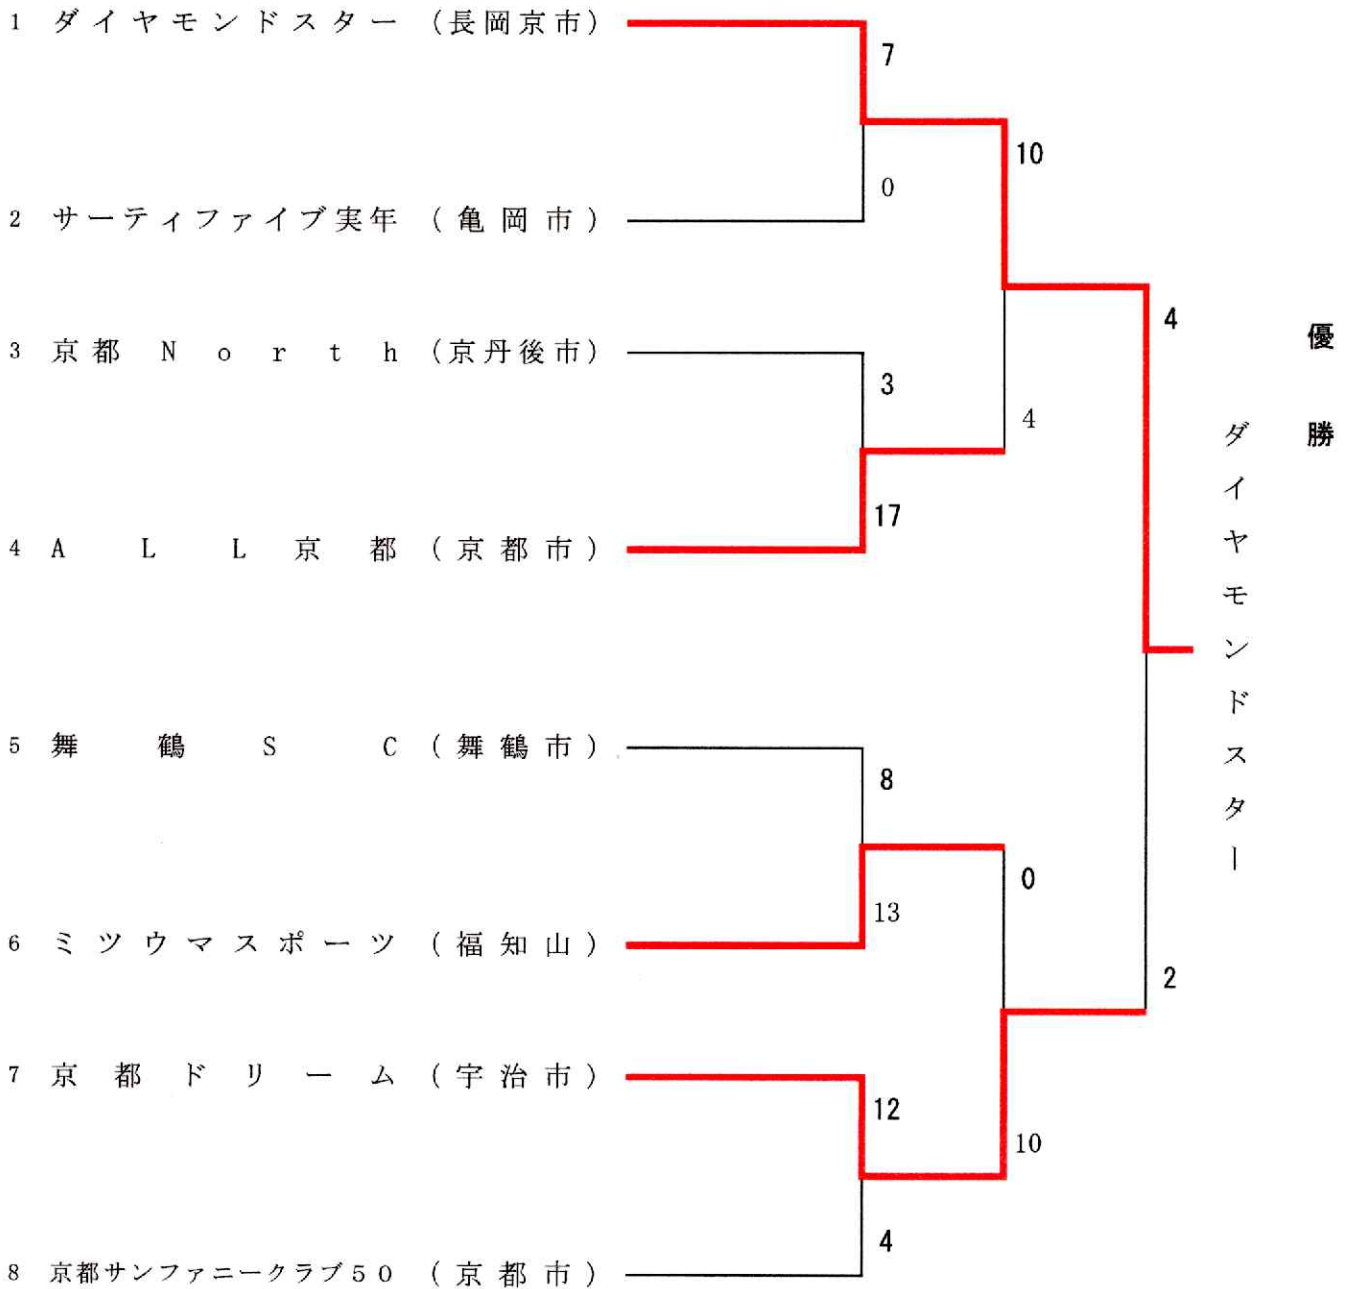 1 ダイヤモンドスター (長岡京市)
7
10
0
2 サーティファイブ実年 (亀岡市)
4
優勝
3 京都North (京丹後市)
3
4
ダイヤモンドスター
17
4 ALL京都 (京都市)
5 舞鶴SC (舞鶴市)
8
0
13
6 ミツウマスポーツ (福知山)
2
7 京都ドリーム (宇治市)
12
10
4
8 京都サンファニークラブ50 (京都市)